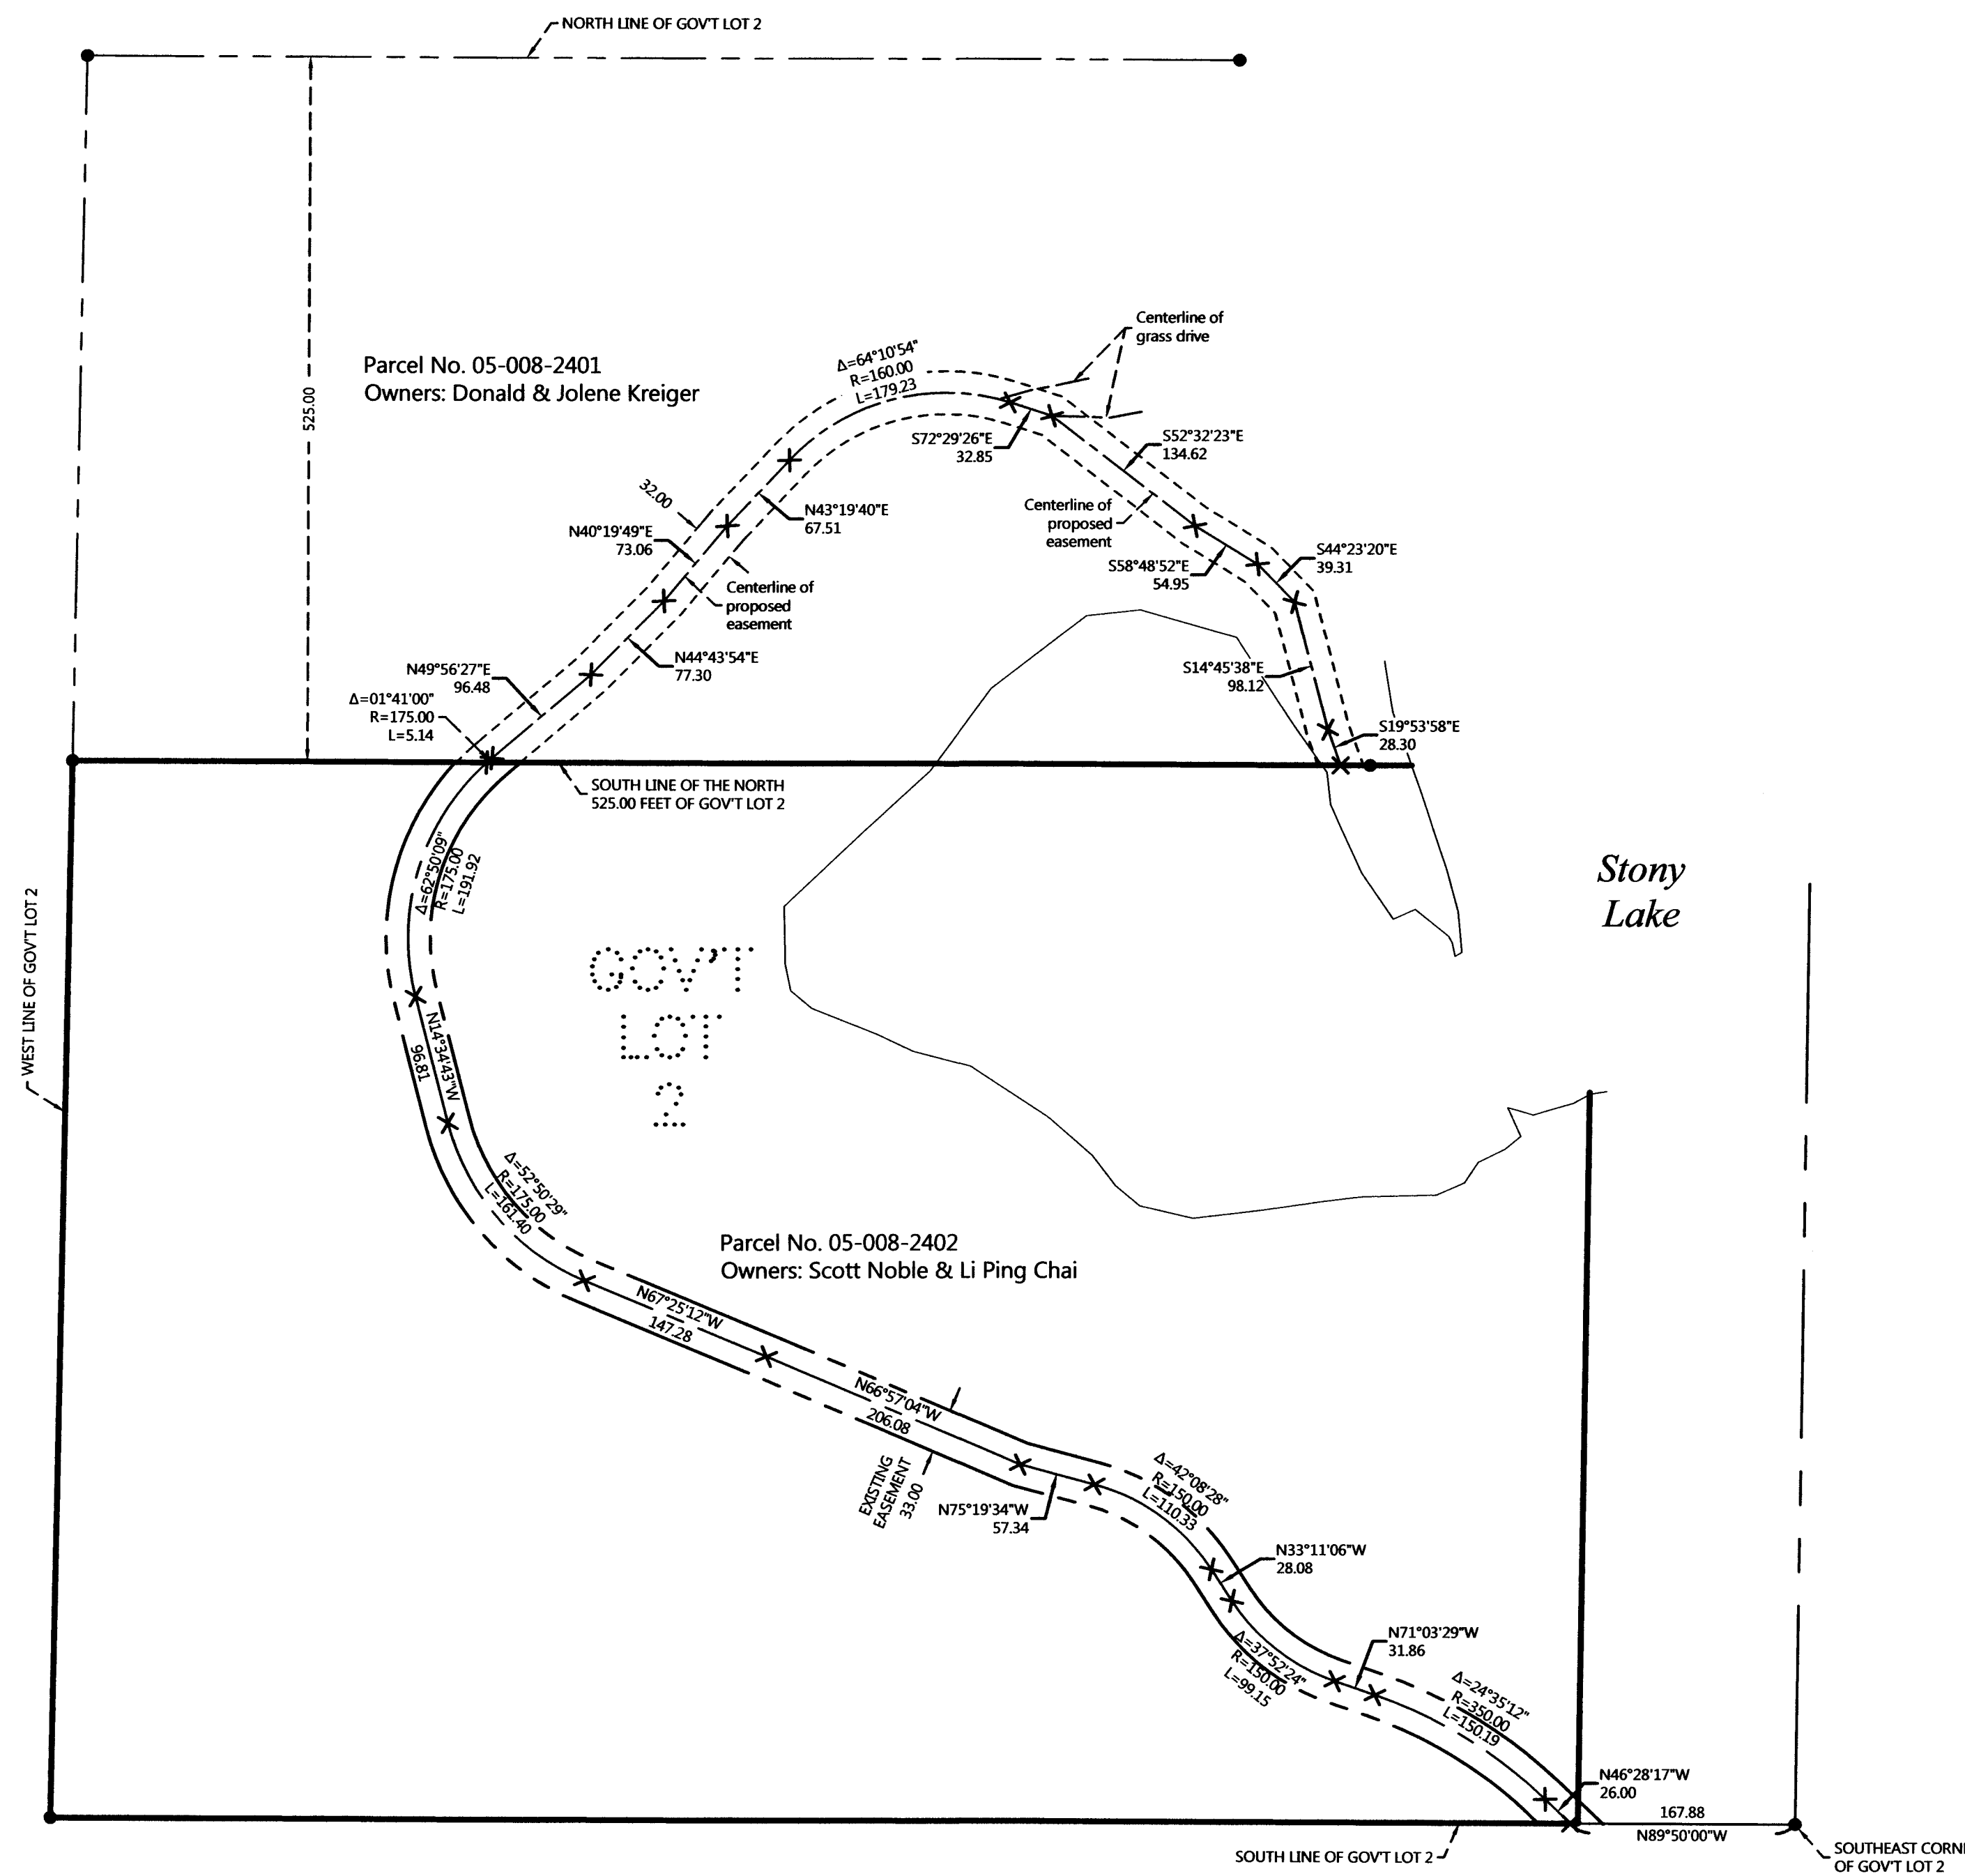 NORTH LINE OF GOV'T LOT 2
525.00
Parcel No. 05-008-2401
Owners: Donald & Jolene Kreiger
Centerline of
grass drive
Δ=64°10'54"
R=160.00
L=179.23
S72°29'26"E
32.85
S52°32'23"E
134.62
32.00
N40°19'49"E
73.06
N43°19'40"E
67.51
Centerline of
proposed
easement
S58°48'52"E
54.95
S44°23'20"E
39.31
Centerline of
proposed
easement
N44°43'54"E
77.30
N49°56'27"E
96.48
S14°45'38"E
98.12
Δ=01°41'00"
R=175.00
L=5.14
S19°53'58"E
28.30
SOUTH LINE OF THE NORTH
525.00 FEET OF GOV'T LOT 2
Δ=62°50'09"
R=175.00
L=191.92
Stony
Lake
WEST LINE OF GOV'T LOT 2
GOV'T
LOT
2
N14°34'43"W
96.81
Δ=52°50'29"
R=175.00
L=161.40
Parcel No. 05-008-2402
Owners: Scott Noble & Li Ping Chai
N67°25'12"W
147.28
N66°57'04"W
206.08
EXISTING
EASEMENT
33.00
N75°19'34"W
57.34
Δ=42°08'28"
R=150.00
L=110.33
N33°11'06"W
28.08
Δ=37°52'24"
R=150.00
L=99.15
N71°03'29"W
31.86
Δ=24°35'12"
R=350.00
L=150.19
N46°28'17"W
26.00
167.88
N89°50'00"W
SOUTH LINE OF GOV'T LOT 2
SOUTHEAST CORN
OF GOV'T LOT 2